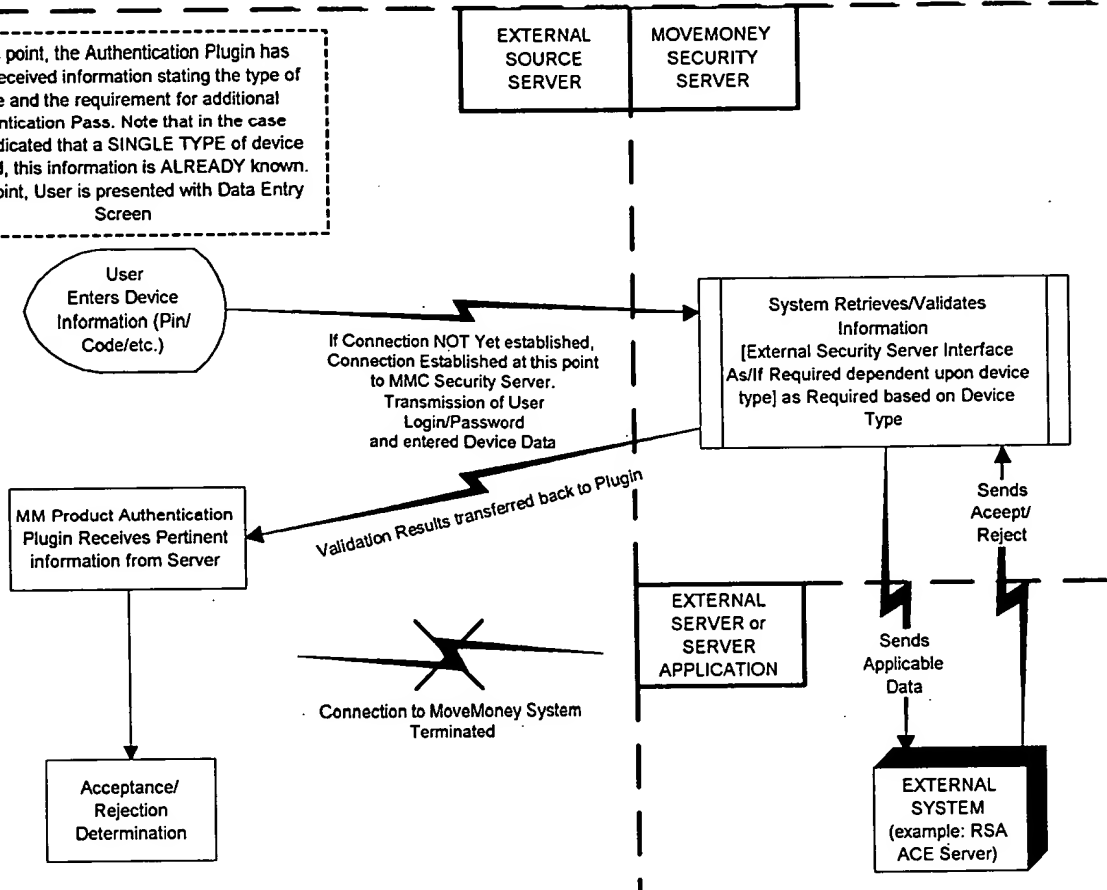 point, the Authentication Plugin has
eceived information stating the type of
e and the requirement for additional
entication Pass. Note that in the case
dicated that a SINGLE TYPE of device
d, this information is ALREADY known.
oint, User is presented with Data Entry
Screen
EXTERNAL
SOURCE
SERVER
MOVEMONEY
SECURITY
SERVER
User
Enters Device
Information (Pin/
Code/etc.)
If Connection NOT Yet established,
Connection Established at this point
to MMC Security Server.
Transmission of User
Login/Password
and entered Device Data
System Retrieves/Validates
Information
[External Security Server Interface
As/If Required dependent upon device
type] as Required based on Device
Type
Validation Results transferred back to Plugin
MM Product Authentication
Plugin Receives Pertinent
information from Server
Sends
Aceept/
Reject
EXTERNAL
SERVER or
SERVER
APPLICATION
Sends
Applicable
Data
Connection to MoveMoney System
Terminated
Acceptance/
Rejection
Determination
EXTERNAL
SYSTEM
(example: RSA
ACE Server)